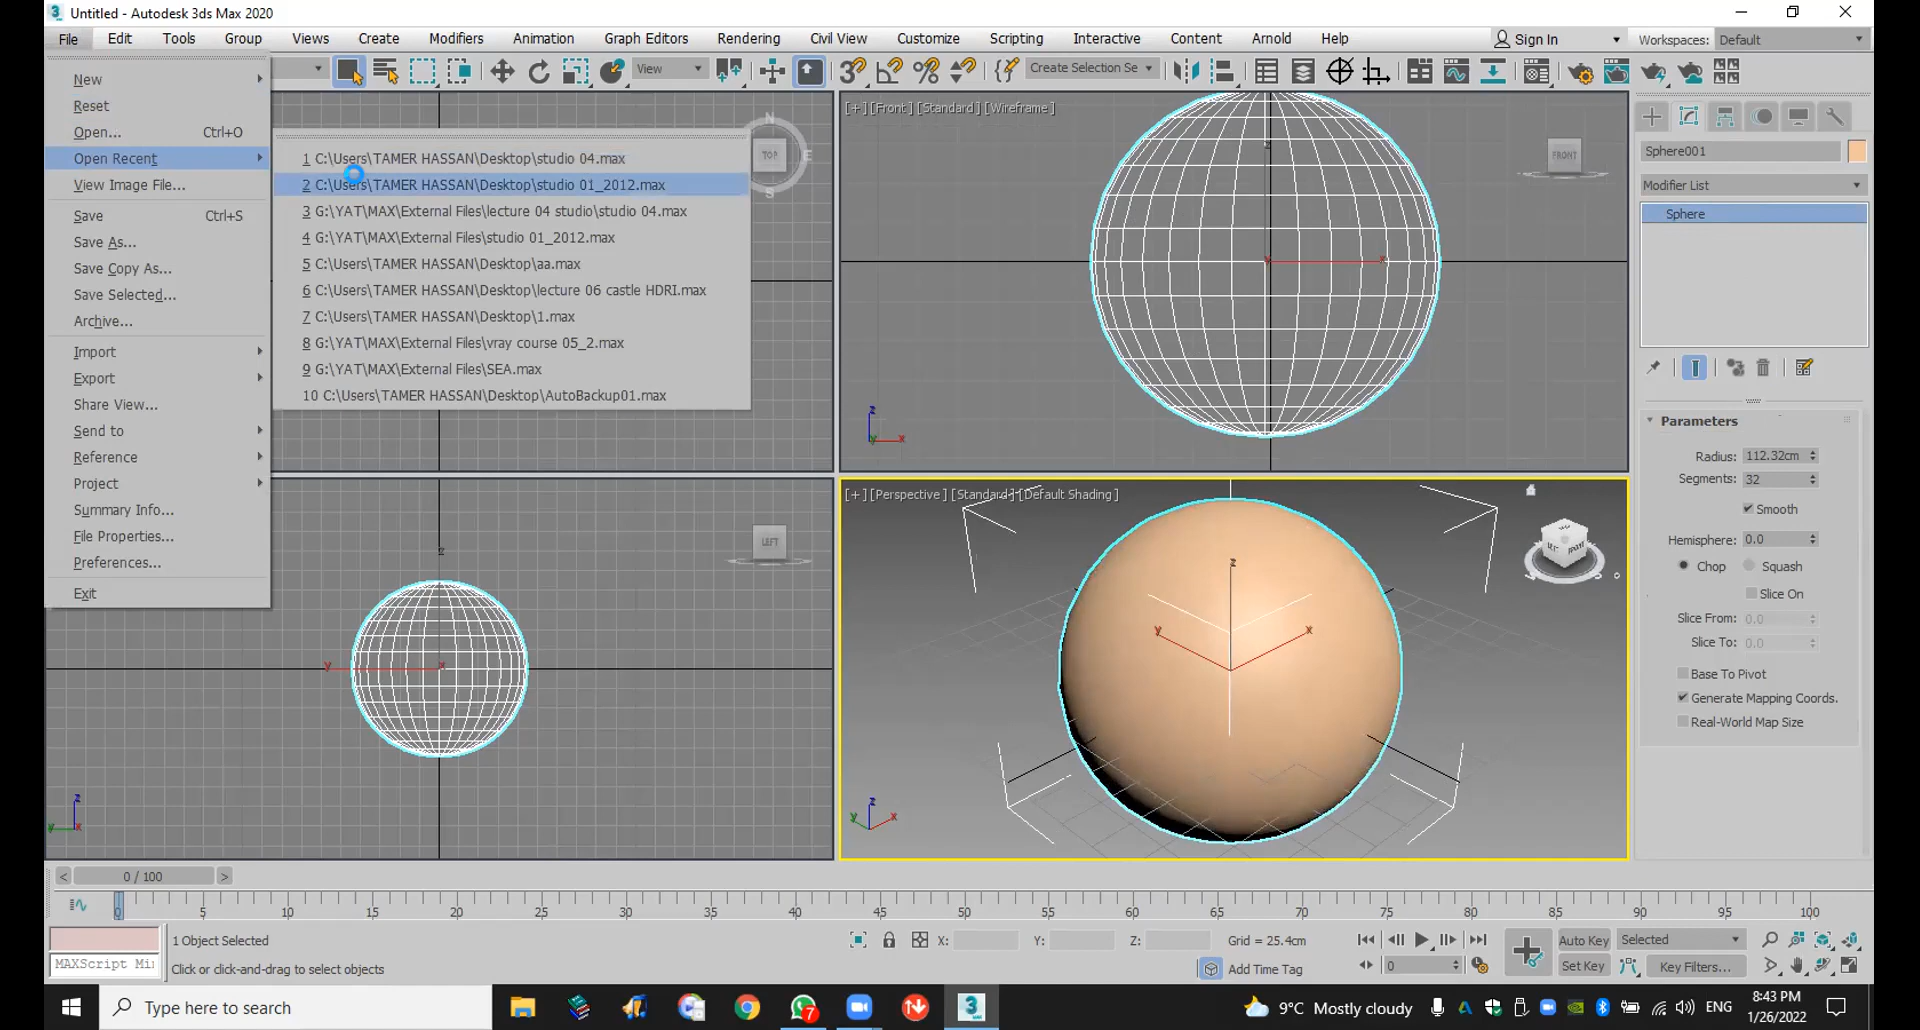 Untitled - Autodesk 3ds Max 2020
File Edit Tools Group Views Create Modifiers Animation Graph Editors Rendering Civil View Customize Scripting Interactive Content Arnold Help Sign In Workspaces: Default
View Create Selection Se
New
Reset
Open... Ctrl+O
Open Recent
View Image File...
Save Ctrl+S
Save As...
Save Copy As...
Save Selected...
Archive...
Import
Export
Share View...
Send to
Reference
Project
Summary Info...
File Properties...
Preferences...
Exit
1 C:\Users\TAMER HASSAN\Desktop\studio 04.max
2 C:\Users\TAMER HASSAN\Desktop\studio 01_2012.max
3 G:\YAT\MAX\External Files\lecture 04 studio\studio 04.max
4 G:\YAT\MAX\External Files\studio 01_2012.max
5 C:\Users\TAMER HASSAN\Desktop\aa.max
6 C:\Users\TAMER HASSAN\Desktop\lecture 06 castle HDRI.max
7 C:\Users\TAMER HASSAN\Desktop\1.max
8 G:\YAT\MAX\External Files\vray course 05_2.max
9 G:\YAT\MAX\External Files\SEA.max
10 C:\Users\TAMER HASSAN\Desktop\AutoBackup01.max
N
TOP
E
S
[+] [Front] [Standard] [Wireframe]
FRONT
z
x
z
y x
z
LEFT
y x
z
y x
[+] [Perspective] [Standard] [Default Shading]
z
y x
z
y x
Sphere001
Modifier List
Sphere
Parameters
Radius: 112.32cm
Segments: 32
Smooth
Hemisphere: 0.0
Chop Squash
Slice On
Slice From: 0.0
Slice To: 0.0
Base To Pivot
Generate Mapping Coords.
Real-World Map Size
< 0 / 100 >
0 5 10 15 20 25 30 35 40 45 50 55 60 65 70 75 80 85 90 95 100
1 Object Selected X: Y: Z: Grid = 25.4cm Auto Key Selected
MAXScript Mi Click or click-and-drag to select objects Add Time Tag 0 Set Key Key Filters...
Type here to search 7 3 9°C Mostly cloudy ENG
8:43 PM
1/26/2022